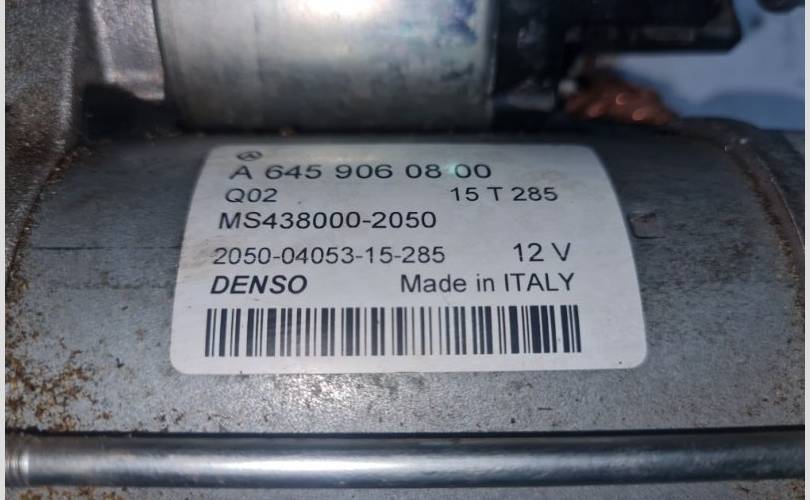 A 645 906 08 00
Q02 15 T 285
MS438000-2050
2050-04053-15-285 12 V
DENSO Made in ITALY